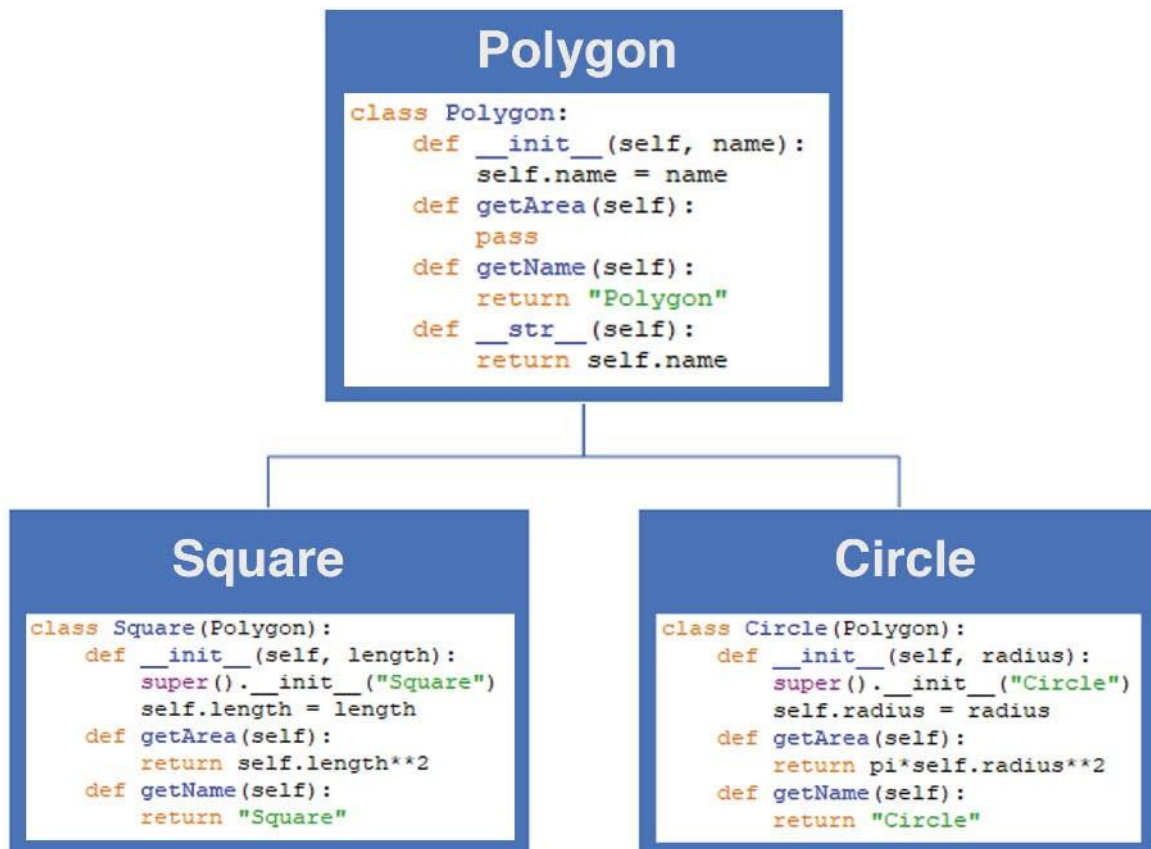 Polygon
class Polygon:
    def __init__(self, name):
        self.name = name
    def getArea(self):
        pass
    def getName(self):
        return "Polygon"
    def __str__(self):
        return self.name
Square
class Square(Polygon):
    def __init__(self, length):
        super().__init__("Square")
        self.length = length
    def getArea(self):
        return self.length**2
    def getName(self):
        return "Square"
Circle
class Circle(Polygon):
    def __init__(self, radius):
        super().__init__("Circle")
        self.radius = radius
    def getArea(self):
        return pi*self.radius**2
    def getName(self):
        return "Circle"